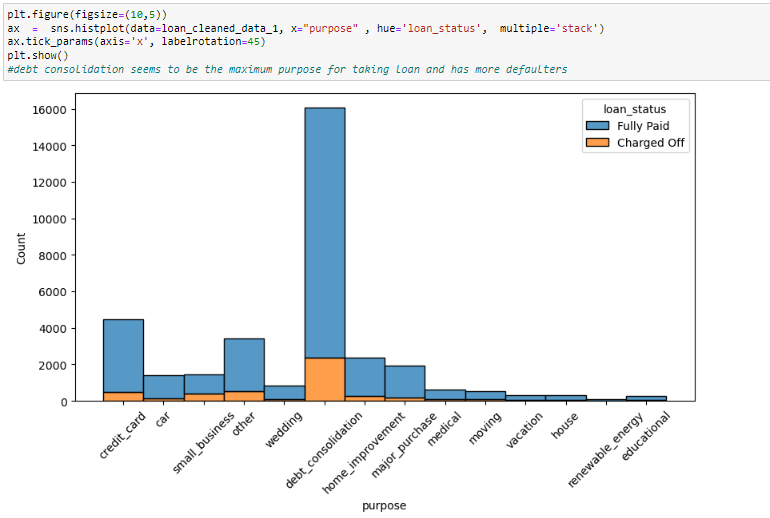 plt.figure(figsize=(10,5))
ax  =  sns.histplot(data=loan_cleaned_data_1, x="purpose" , hue='loan_status',  multiple='stack')
ax.tick_params(axis='x', labelrotation=45)
plt.show()
#debt consolidation seems to be the maximum purpose for taking loan and has more defaulters
loan_status
Fully Paid
Charged Off
16000
14000
12000
10000
8000
6000
4000
2000
0
Count
credit_card
car
small_business
other
wedding
debt_consolidation
home_improvement
major_purchase
medical
moving
vacation
house
renewable_energy
educational
purpose